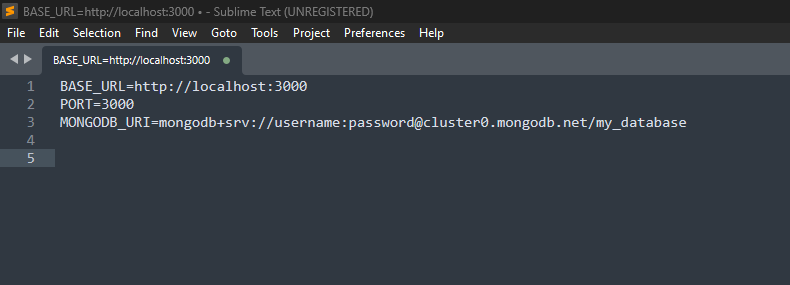 BASE_URL=http://localhost:3000 • - Sublime Text (UNREGISTERED)
File Edit Selection Find View Goto Tools Project Preferences Help
BASE_URL=http://localhost:3000
1 BASE_URL=http://localhost:3000
2 PORT=3000
3 MONGODB_URI=mongodb+srv://username:password@cluster0.mongodb.net/my_database
4
5